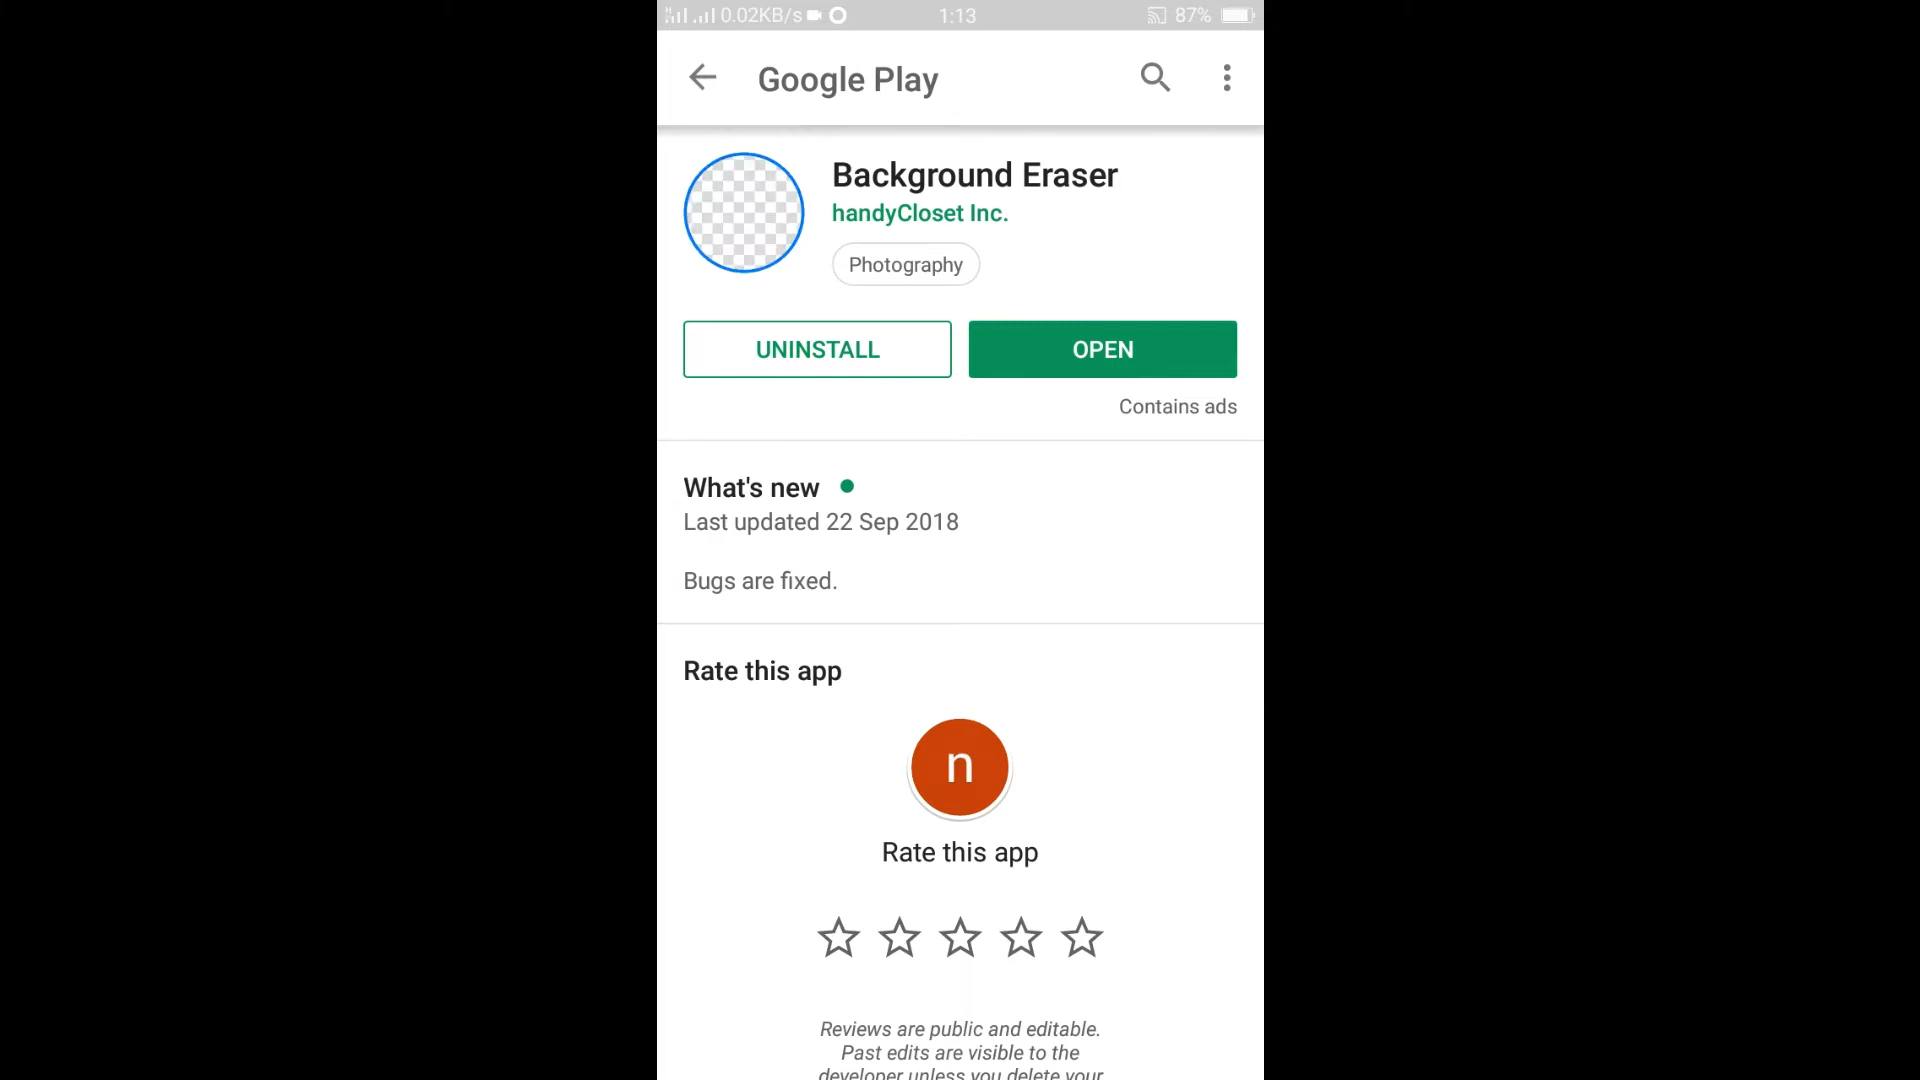 0.02KB/s 1:13 87%
Google Play
Background Eraser
handyCloset Inc.
Photography
UNINSTALL OPEN
Contains ads
What's new
Last updated 22 Sep 2018
Bugs are fixed.
Rate this app
n
Rate this app
Reviews are public and editable.
Past edits are visible to the
developer unless you delete your